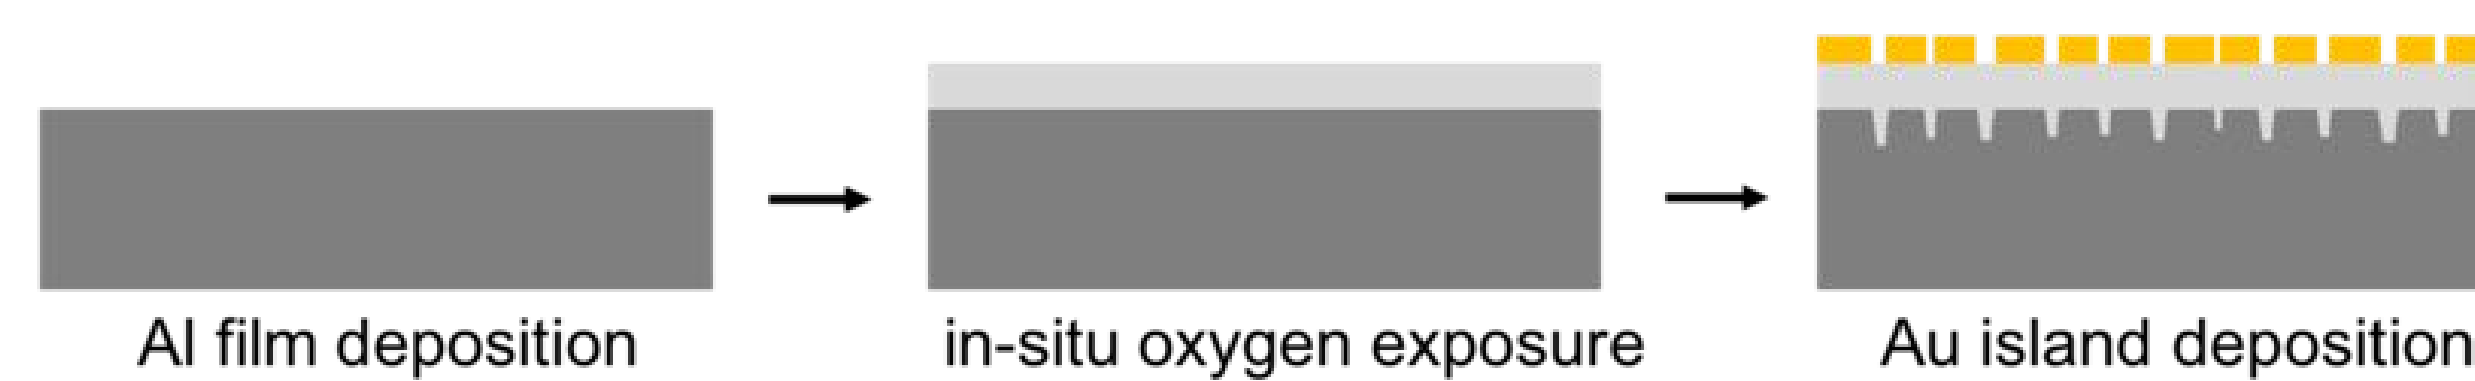 Al film deposition
in-situ oxygen exposure
Au island deposition